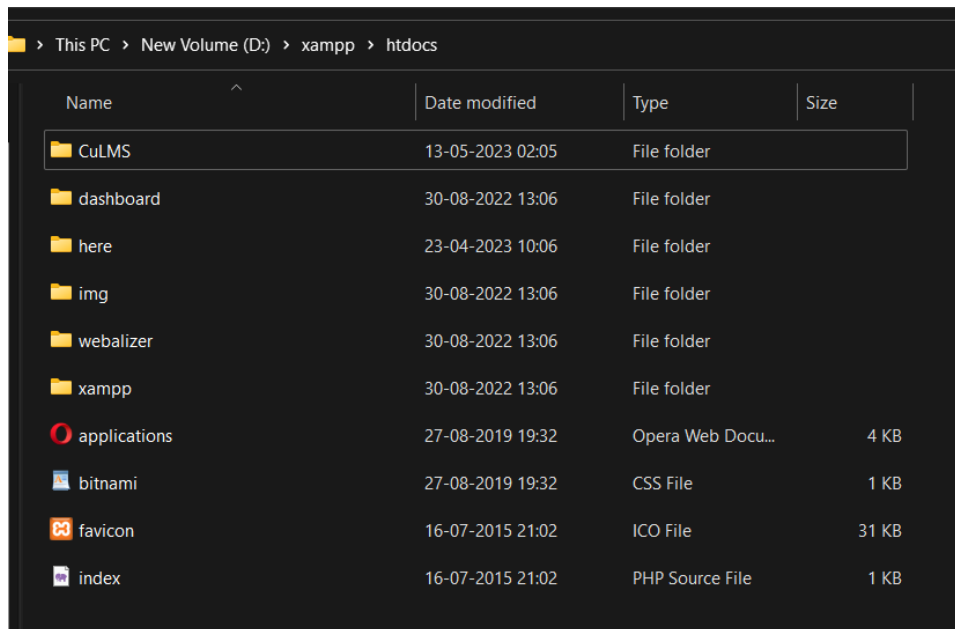 This PC > New Volume (D:) > xampp > htdocs
Name Date modified Type Size
CuLMS 13-05-2023 02:05 File folder
dashboard 30-08-2022 13:06 File folder
here 23-04-2023 10:06 File folder
img 30-08-2022 13:06 File folder
webalizer 30-08-2022 13:06 File folder
xampp 30-08-2022 13:06 File folder
applications 27-08-2019 19:32 Opera Web Docu... 4 KB
bitnami 27-08-2019 19:32 CSS File 1 KB
favicon 16-07-2015 21:02 ICO File 31 KB
index 16-07-2015 21:02 PHP Source File 1 KB